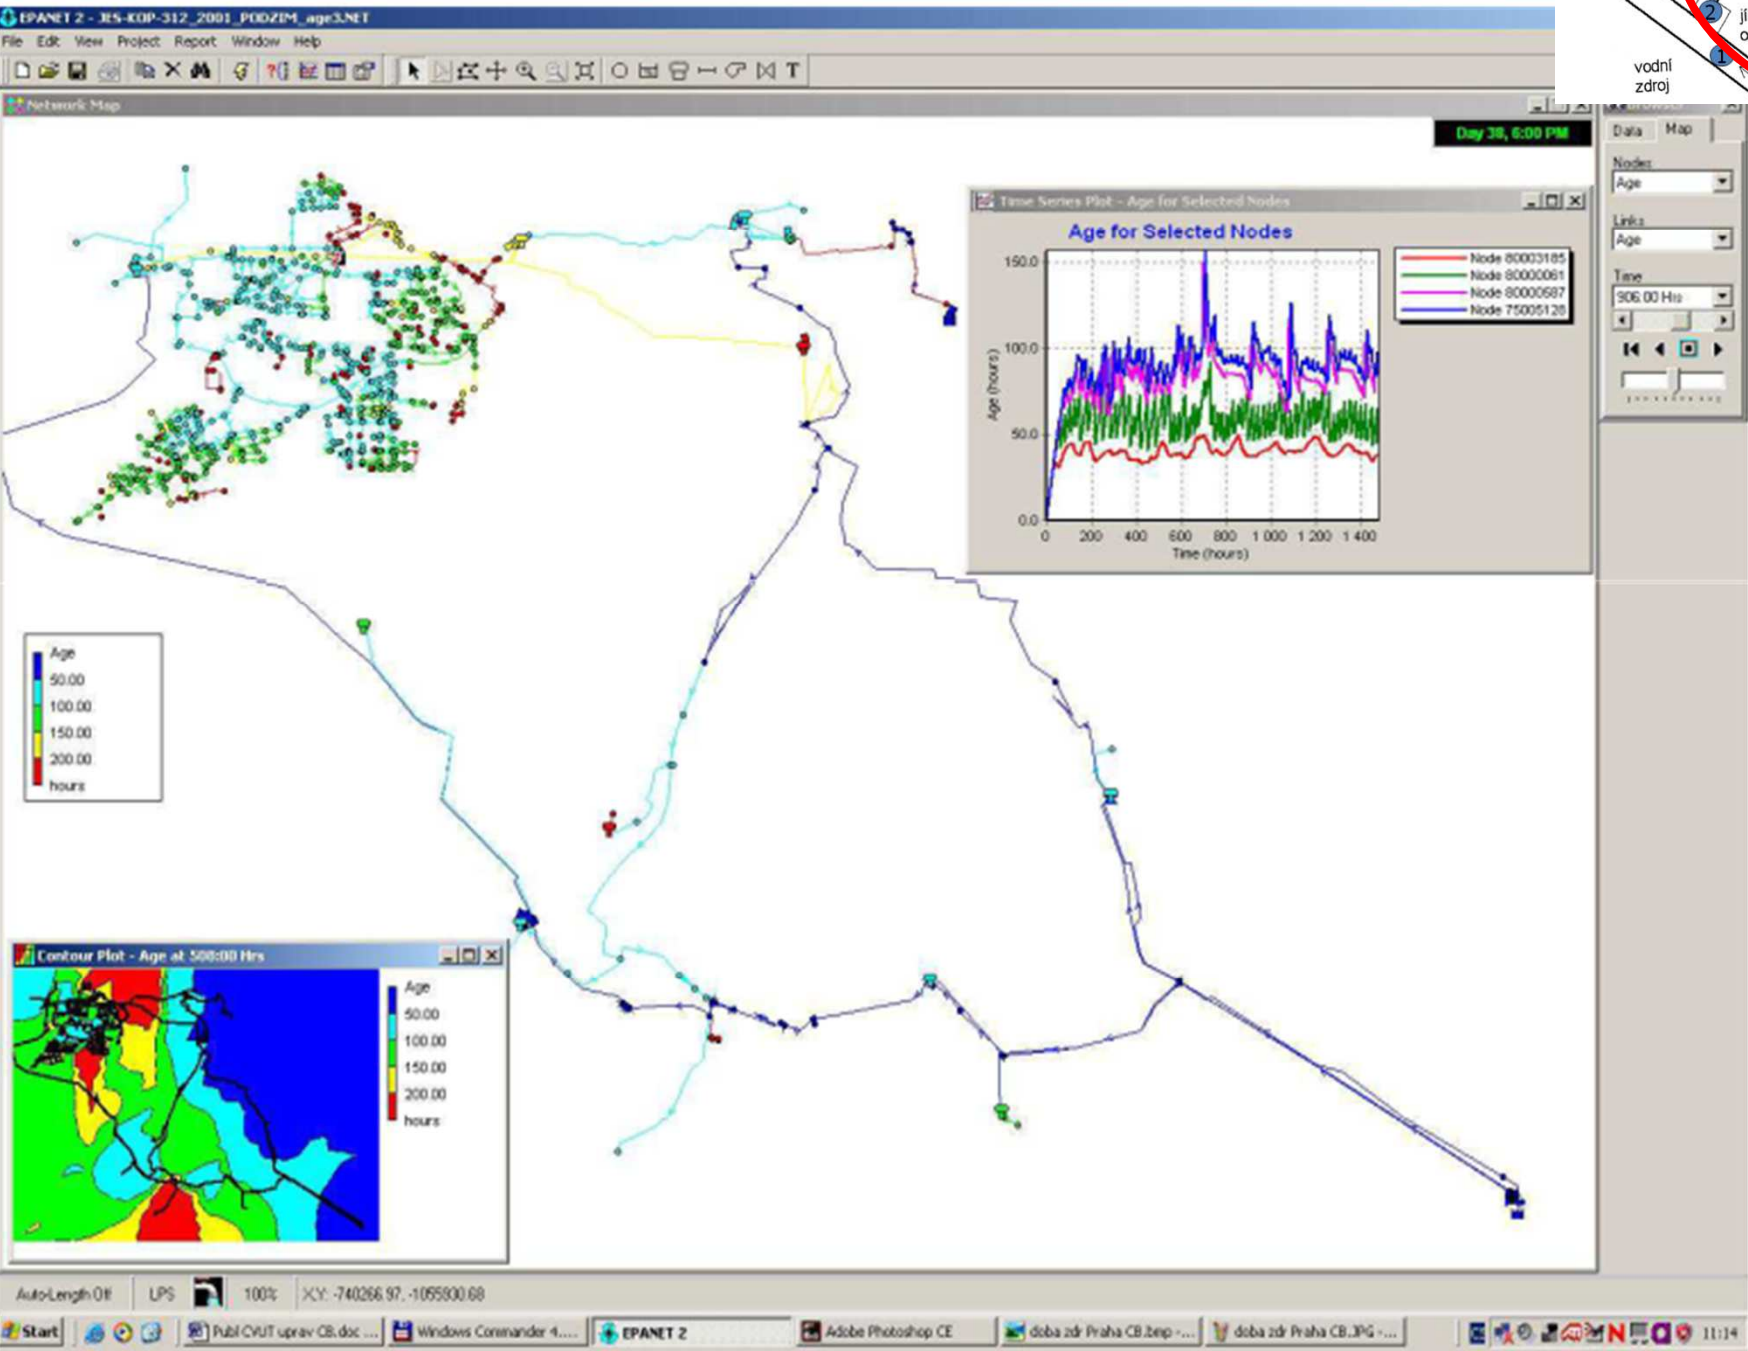 EPANET 2 - JES-KOP-312_2001_PODZIM_age3.NET
File Edit View Project Report Window Help
T
2
jí
o
1
vodní
zdroj
Network Map
Day 38, 6:00 PM
Browser
Data Map
Nodes
Age
Links
Age
Time
906.00 Hrs
Time Series Plot - Age for Selected Nodes
Age for Selected Nodes
150.0
100.0
50.0
0.0
Age (hours)
0 200 400 600 800 1 000 1 200 1 400
Time (hours)
Node 80003185
Node 80000061
Node 80000587
Node 75005128
Age
50.00
100.00
150.00
200.00
hours
Contour Plot - Age at 508:00 Hrs
Age
50.00
100.00
150.00
200.00
hours
Auto-Length Off LPS 100% X,Y: -740266.97, -1055930.68
Start Publ CVUT uprav CB.doc ... Windows Commander 4.... EPANET 2 Adobe Photoshop CE doba zdr Praha CB.bmp -... doba zdr Praha CB.JPG -... 11:14